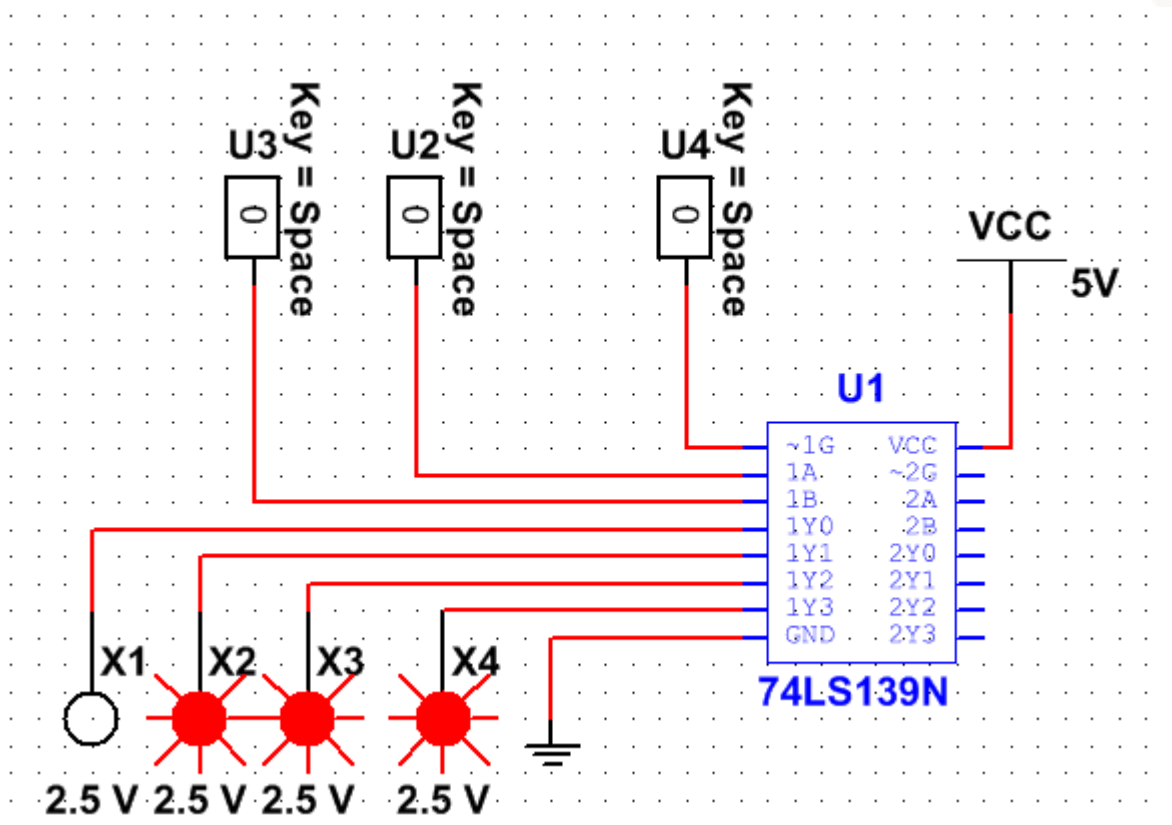 U3
Key = Space
0
U2
Key = Space
0
U4
Key = Space
0
VCC
5V
U1
~1G VCC
1A ~2G
1B 2A
1Y0 2B
1Y1 2Y0
1Y2 2Y1
1Y3 2Y2
GND 2Y3
74LS139N
X1 X2 X3 X4
2.5 V 2.5 V 2.5 V 2.5 V